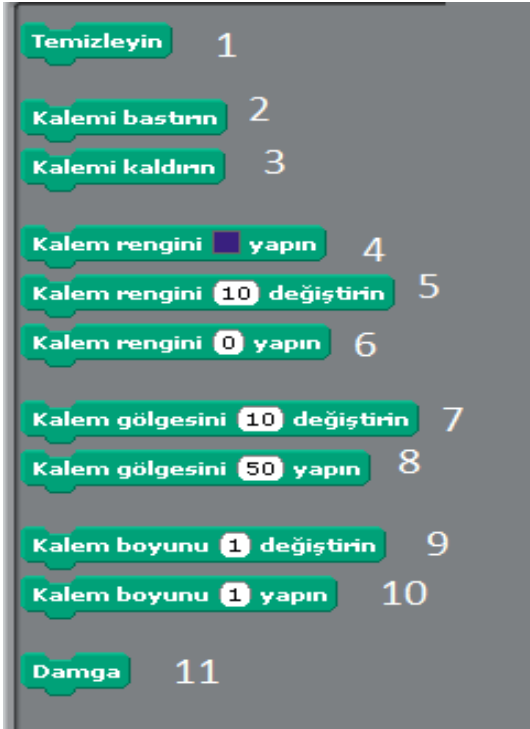 Temizleyin 1
Kalemi bastırın 2
Kalemi kaldırın 3
Kalem rengini yapın 4
Kalem rengini 10 değiştirin 5
Kalem rengini 0 yapın 6
Kalem gölgesini 10 değiştirin 7
Kalem gölgesini 50 yapın 8
Kalem boyunu 1 değiştirin 9
Kalem boyunu 1 yapın 10
Damga 11